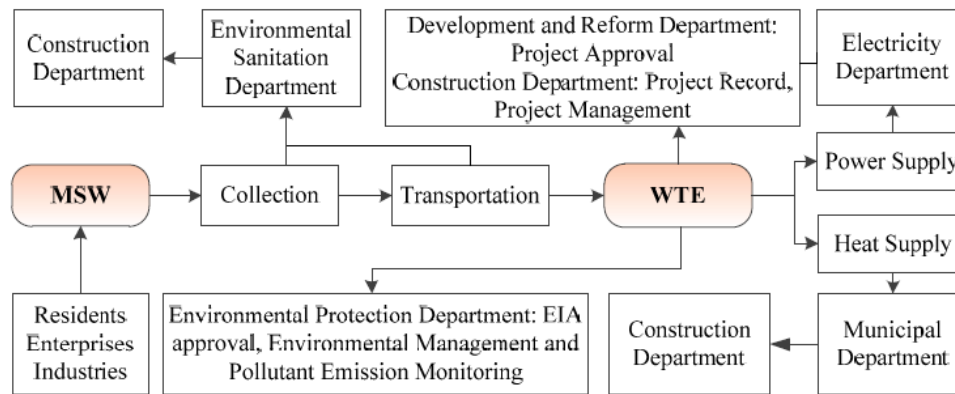 Construction
Department
Environmental
Sanitation
Department
Development and Reform Department:
Project Approval
Construction Department: Project Record,
Project Management
Electricity
Department
MSW
Collection
Transportation
WTE
Power Supply
Heat Supply
Residents
Enterprises
Industries
Environmental Protection Department: EIA
approval, Environmental Management and
Pollutant Emission Monitoring
Construction
Department
Municipal
Department